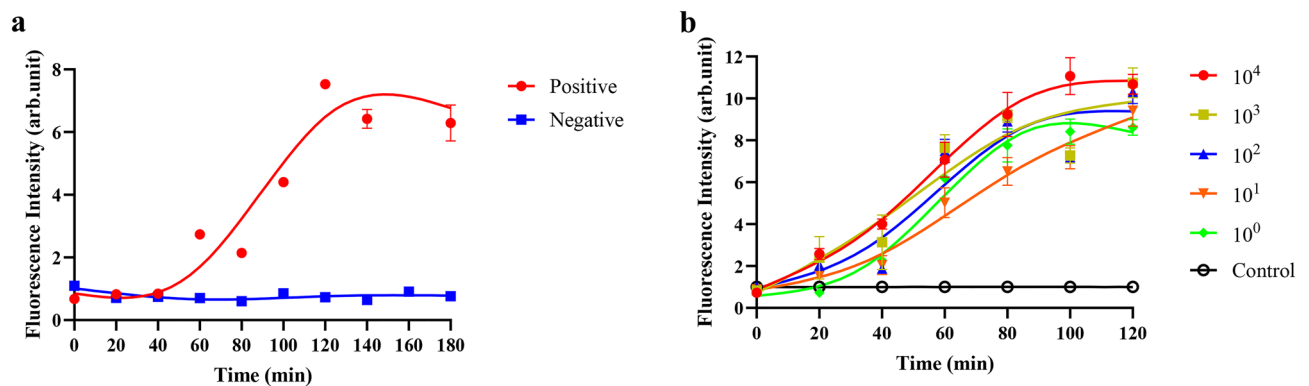 a
Fluorescence Intensity (arb.unit)
8
6
4
2
0
0 20 40 60 80 100 120 140 160 180
Time (min)
Positive
Negative
b
Fluorescence Intensity (arb.unit)
12
10
8
6
4
2
0
0 20 40 60 80 100 120
Time (min)
10⁴
10³
10²
10¹
10⁰
Control